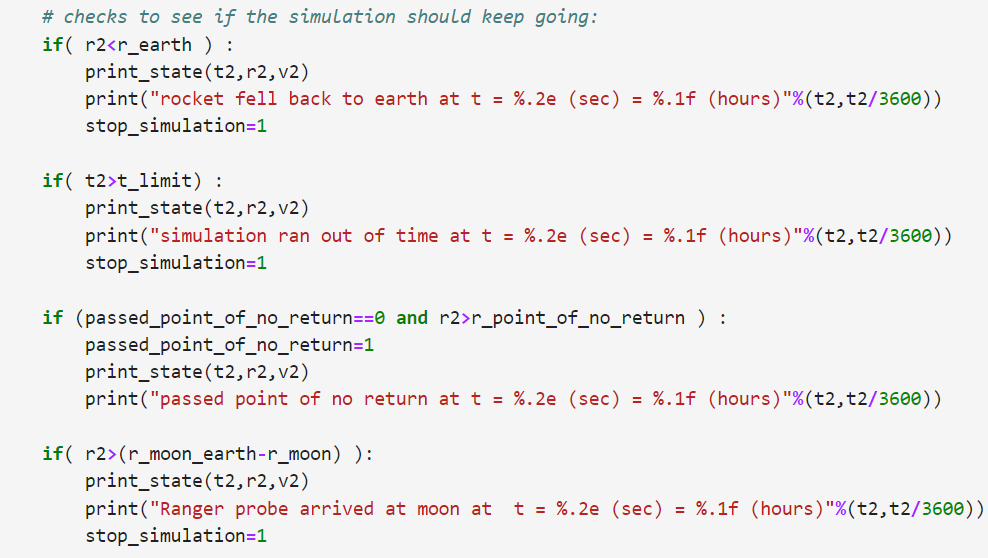 # checks to see if the simulation should keep going:
if( r2<r_earth ) :
    print_state(t2,r2,v2)
    print("rocket fell back to earth at t = %.2e (sec) = %.1f (hours)"%(t2,t2/3600))
    stop_simulation=1

if( t2>t_limit) :
    print_state(t2,r2,v2)
    print("simulation ran out of time at t = %.2e (sec) = %.1f (hours)"%(t2,t2/3600))
    stop_simulation=1

if (passed_point_of_no_return==0 and r2>r_point_of_no_return ) :
    passed_point_of_no_return=1
    print_state(t2,r2,v2)
    print("passed point of no return at t = %.2e (sec) = %.1f (hours)"%(t2,t2/3600))

if( r2>(r_moon_earth-r_moon) ):
    print_state(t2,r2,v2)
    print("Ranger probe arrived at moon at  t = %.2e (sec) = %.1f (hours)"%(t2,t2/3600))
    stop_simulation=1